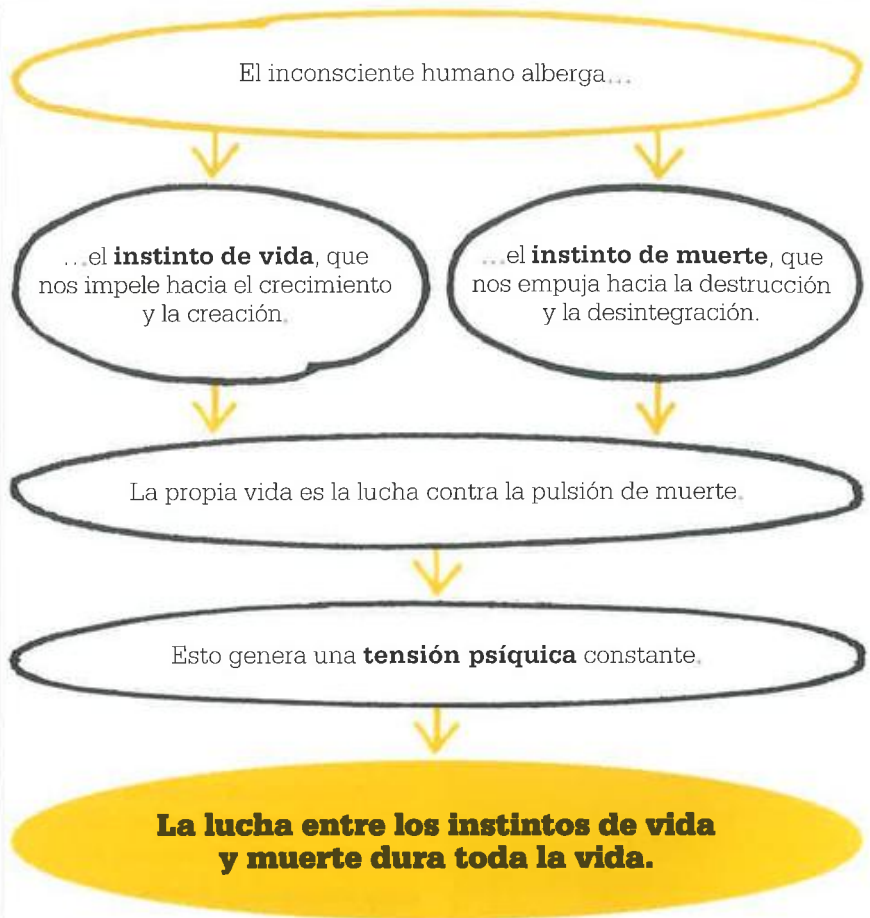 El inconsciente humano alberga...
...el instinto de vida, que
nos impele hacia el crecimiento
y la creación.
...el instinto de muerte, que
nos empuja hacia la destrucción
y la desintegración.
La propia vida es la lucha contra la pulsión de muerte.
Esto genera una tensión psíquica constante.
La lucha entre los instintos de vida
y muerte dura toda la vida.